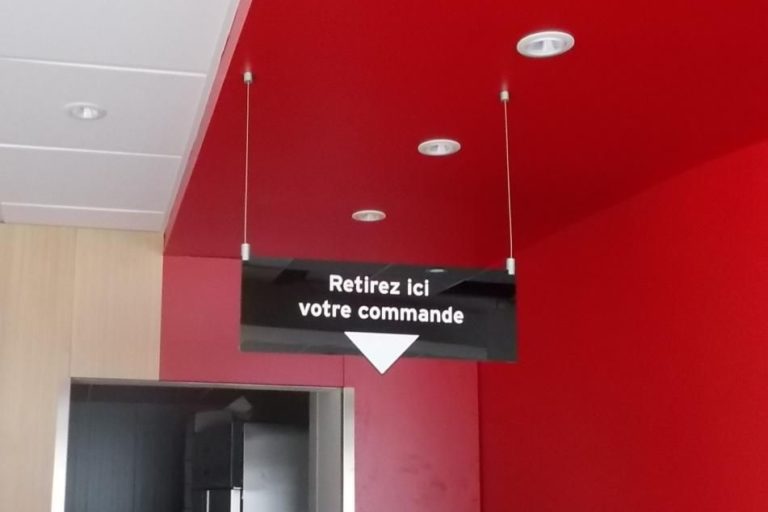 Retirez ici
votre commande